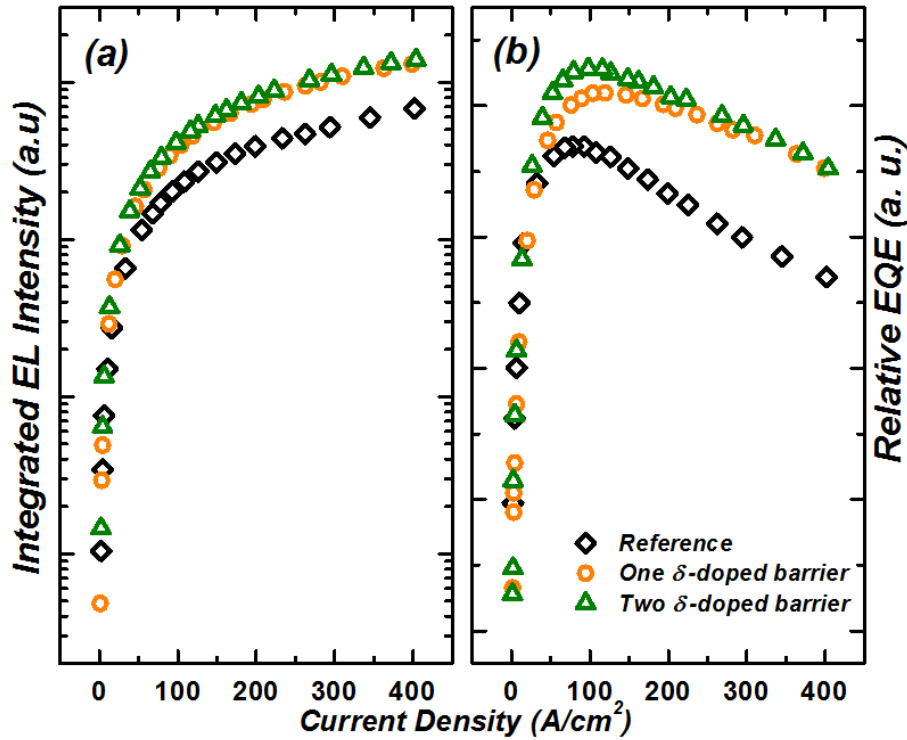 (a)
(b)
Integrated EL Intensity (a.u)
Relative EQE (a. u.)
Reference
One δ-doped barrier
Two δ-doped barrier
0 100 200 300 400
0 100 200 300 400
Current Density (A/cm²)